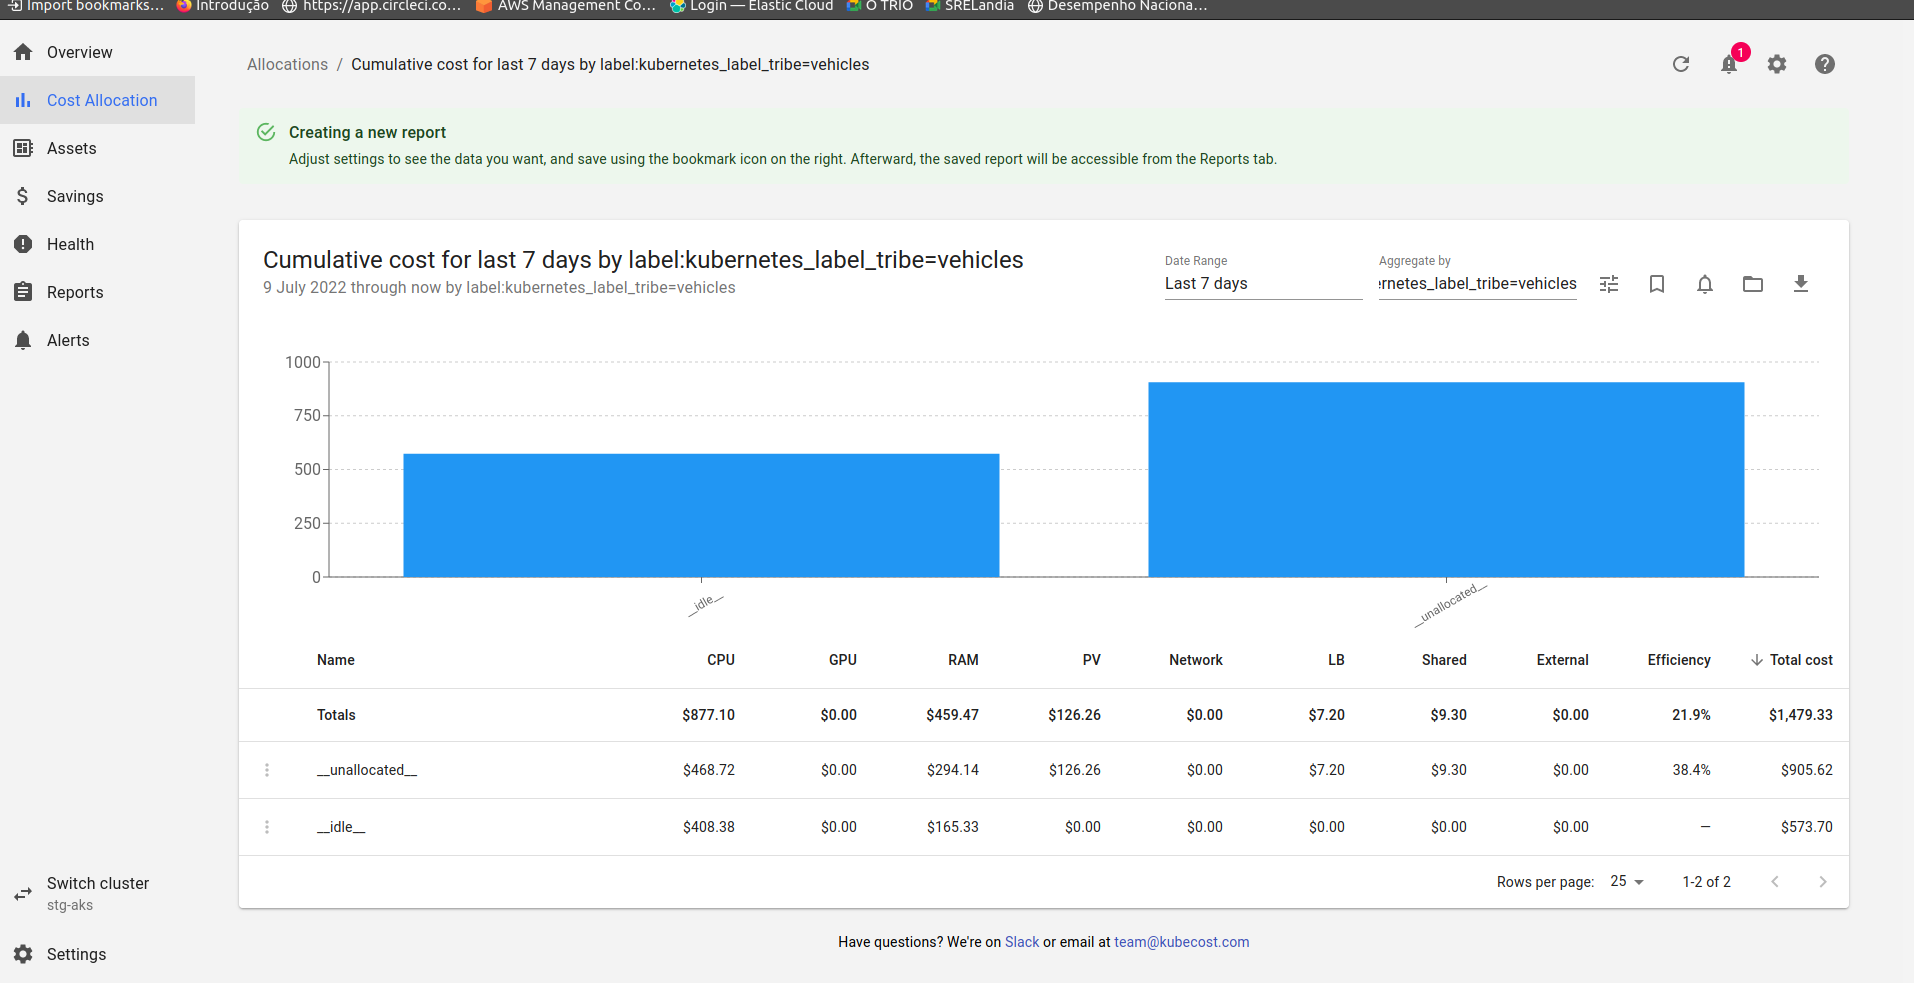 Import bookmarks... Introdução https://app.circleci.co... AWS Management Co... Login — Elastic Cloud O TRIO SRELandia Desempenho Naciona...
Overview
Cost Allocation
Assets
Savings
Health
Reports
Alerts
Switch cluster
stg-aks
Settings
Allocations / Cumulative cost for last 7 days by label:kubernetes_label_tribe=vehicles
1
Creating a new report
Adjust settings to see the data you want, and save using the bookmark icon on the right. Afterward, the saved report will be accessible from the Reports tab.
Cumulative cost for last 7 days by label:kubernetes_label_tribe=vehicles
9 July 2022 through now by label:kubernetes_label_tribe=vehicles
Date Range
Last 7 days
Aggregate by
ernetes_label_tribe=vehicles
1000
750
500
250
0
__idle__
__unallocated__
Name CPU GPU RAM PV Network LB Shared External Efficiency Total cost
Totals $877.10 $0.00 $459.47 $126.26 $0.00 $7.20 $9.30 $0.00 21.9% $1,479.33
__unallocated__ $468.72 $0.00 $294.14 $126.26 $0.00 $7.20 $9.30 $0.00 38.4% $905.62
__idle__ $408.38 $0.00 $165.33 $0.00 $0.00 $0.00 $0.00 $0.00 — $573.70
Rows per page: 25 1-2 of 2
Have questions? We're on Slack or email at team@kubecost.com